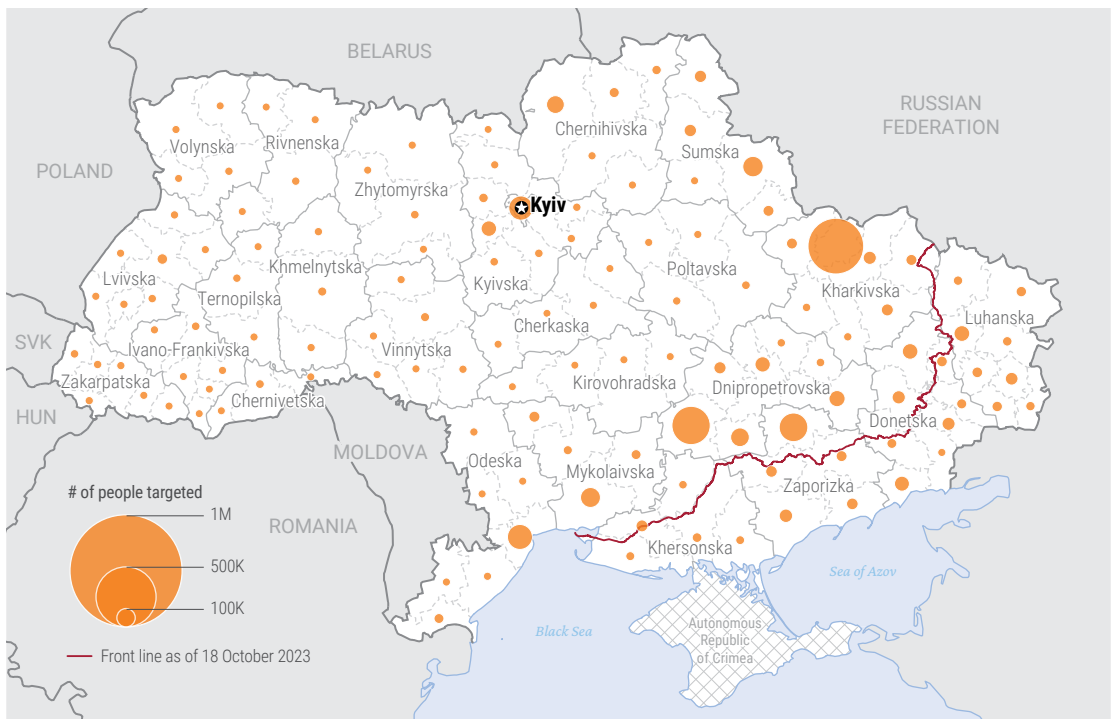 BELARUS
RUSSIAN
FEDERATION
POLAND
Volynska
Rivnenska
Chernihivska
Sumska
Zhytomyrska
Kyiv
Lvivska
Ternopilska
Khmelnytska
Kyivska
Poltavska
Kharkivska
Luhanska
Cherkaska
SVK
Ivano-Frankivska
Vinnytska
Zakarpatska
Chernivetska
Kirovohradska
Dnipropetrovska
HUN
Donetska
MOLDOVA
Odeska
Mykolaivska
Zaporizka
# of people targeted
1M
ROMANIA
500K
100K
Khersonska
Sea of Azov
Black Sea
Autonomous
Republic
of Crimea
Front line as of 18 October 2023